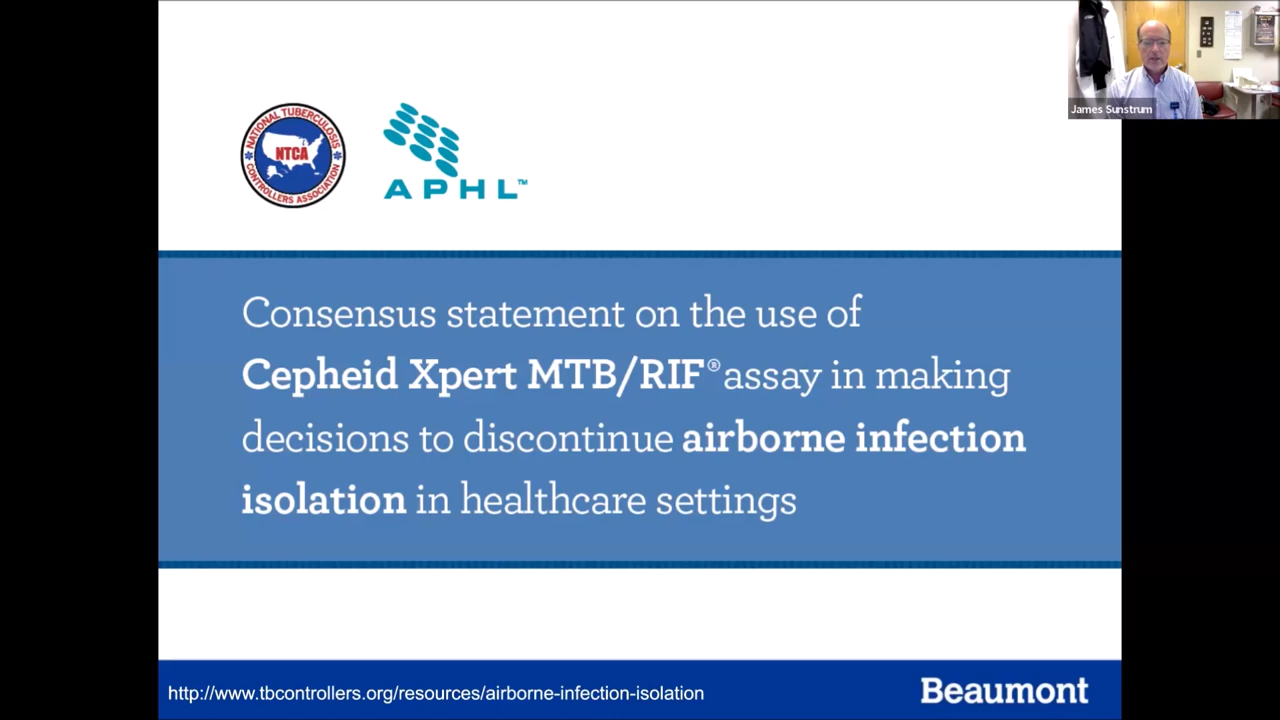 James Sunstrum
NATIONAL TUBERCULOSIS
NTCA
CONTROLLERS ASSOCIATION
APHL™
Consensus statement on the use of
Cepheid Xpert MTB/RIF® assay in making
decisions to discontinue airborne infection
isolation in healthcare settings
http://www.tbcontrollers.org/resources/airborne-infection-isolation
Beaumont